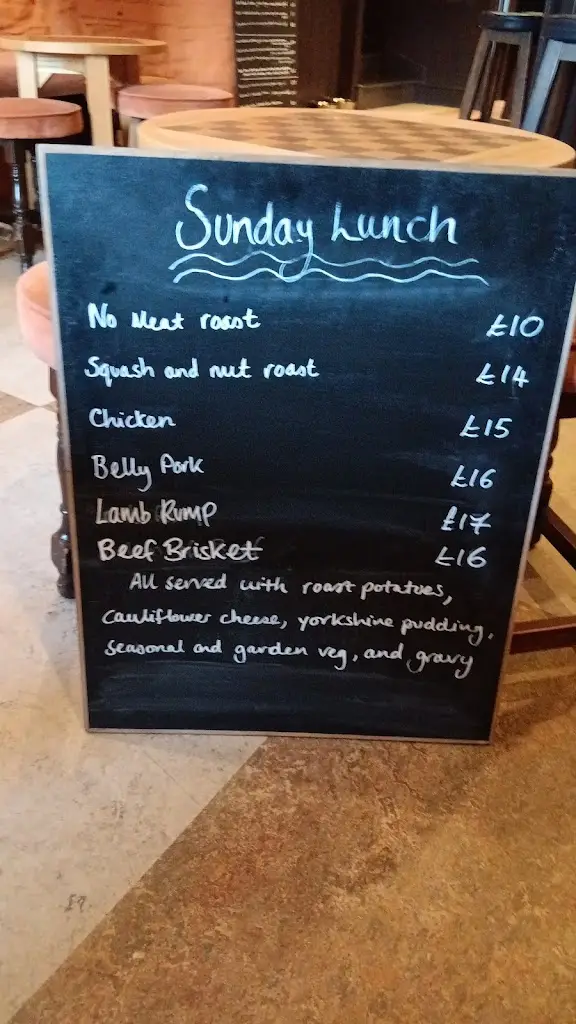 Sunday Lunch
No Meat roast £10
Squash and nut roast £14
Chicken £15
Belly Pork £16
Lamb Rump £17
Beef Brisket £16
All served with roast potatoes,
cauliflower cheese, yorkshire pudding,
seasonal and garden veg, and gravy